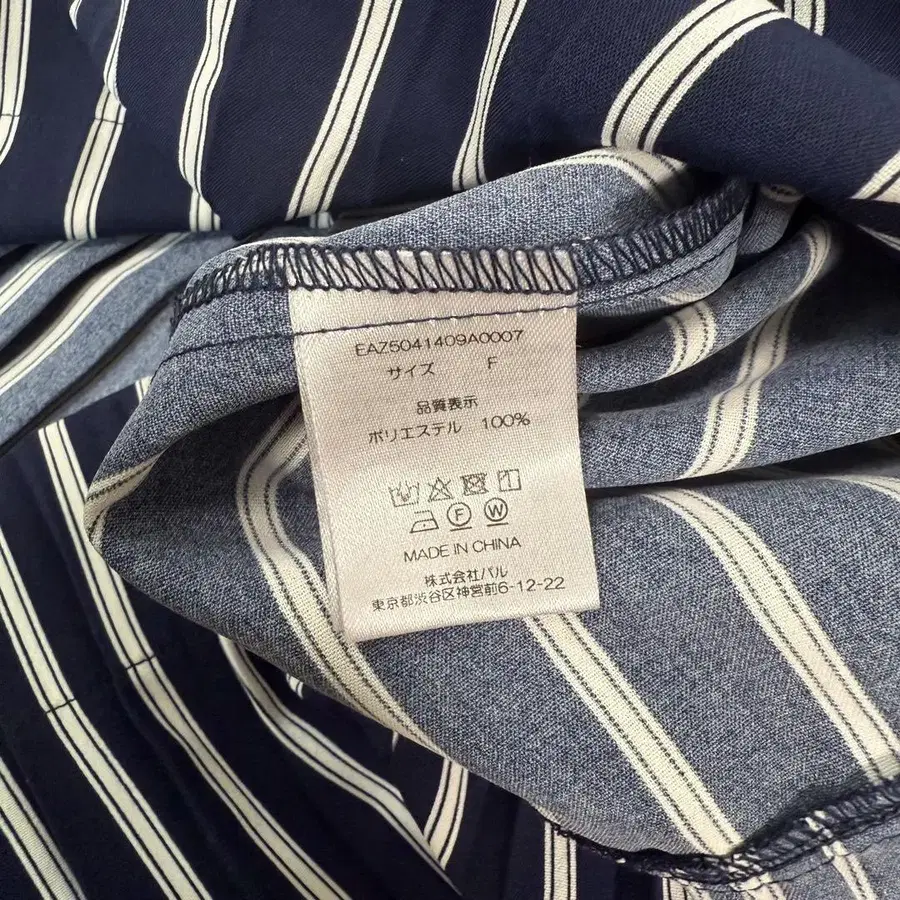 EAZ5041409A0007
サイズ F
品質表示
ポリエステル 100%
F W
MADE IN CHINA
株式会社パル
東京都渋谷区神宮前6-12-22